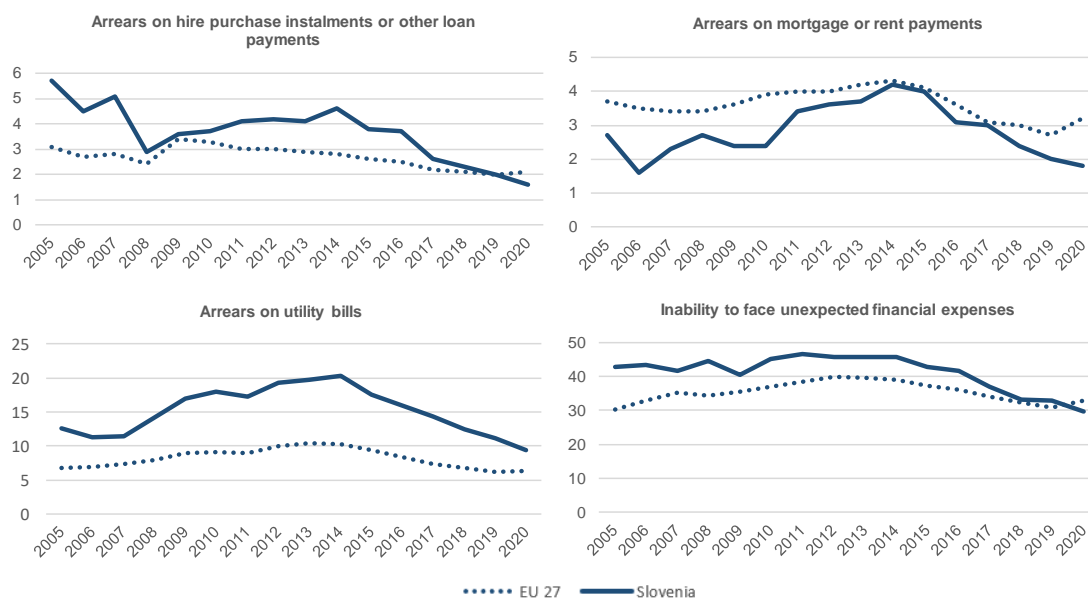 Arrears on hire purchase instalments or other loan
payments
6
5
4
3
2
1
0
2005 2006 2007 2008 2009 2010 2011 2012 2013 2014 2015 2016 2017 2018 2019 2020
Arrears on mortgage or rent payments
5
4
3
2
1
0
2005 2006 2007 2008 2009 2010 2011 2012 2013 2014 2015 2016 2017 2018 2019 2020
Arrears on utility bills
25
20
15
10
5
0
2005 2006 2007 2008 2009 2010 2011 2012 2013 2014 2015 2016 2017 2018 2019 2020
Inability to face unexpected financial expenses
50
40
30
20
10
0
2005 2006 2007 2008 2009 2010 2011 2012 2013 2014 2015 2016 2017 2018 2019 2020
EU 27 Slovenia